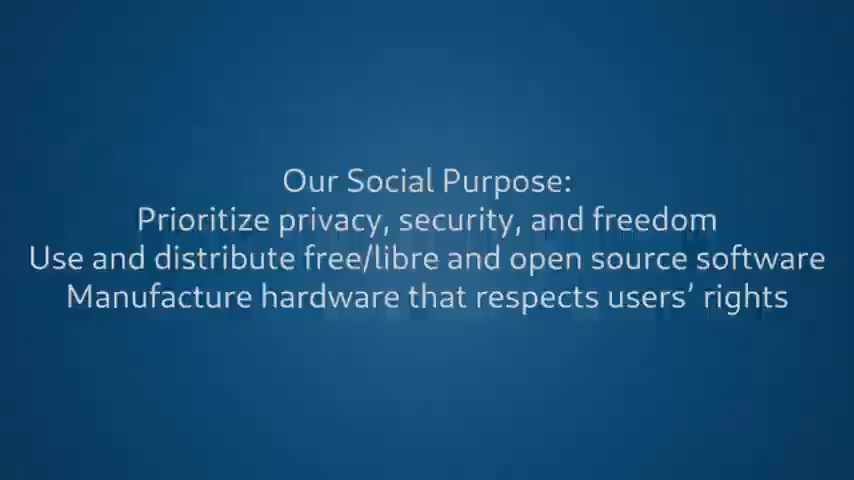 Our Social Purpose:
Prioritize privacy, security, and freedom
Use and distribute free/libre and open source software
Manufacture hardware that respects users’ rights